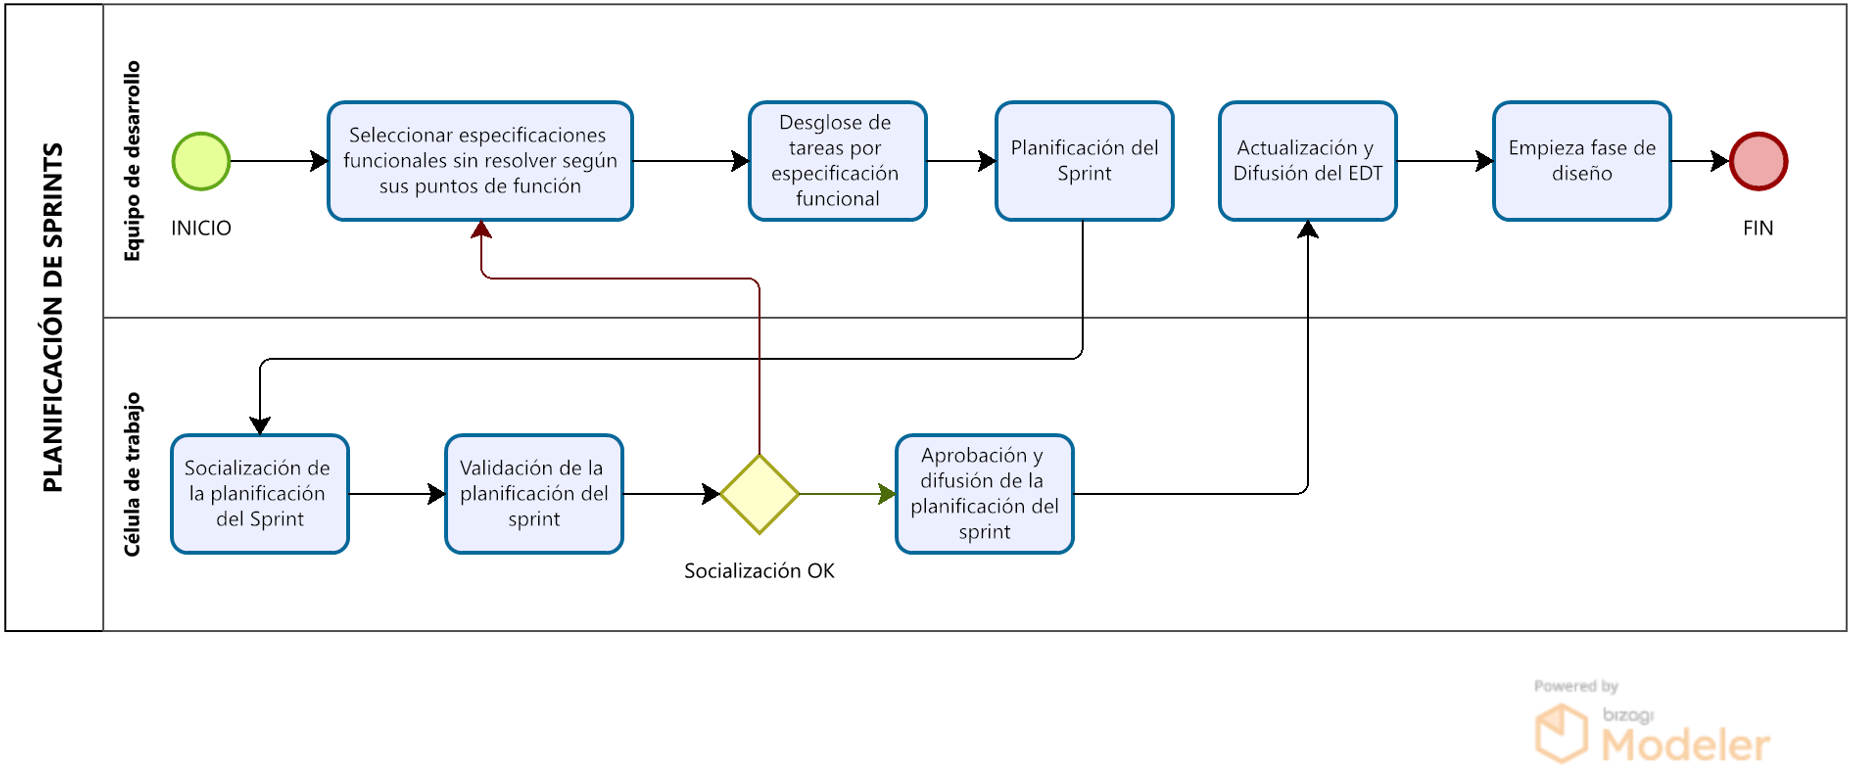 PLANIFICACIÓN DE SPRINTS
Equipo de desarrollo
INICIO
Seleccionar especificaciones
funcionales sin resolver según
sus puntos de función
Desglose de
tareas por
especificación
funcional
Planificación del
Sprint
Actualización y
Difusión del EDT
Empieza fase de
diseño
FIN
Célula de trabajo
Socialización de
la planificación
del Sprint
Validación de la
planificación del
sprint
Socialización OK
Aprobación y
difusión de la
planificación del
sprint
Powered by
bizagi
Modeler